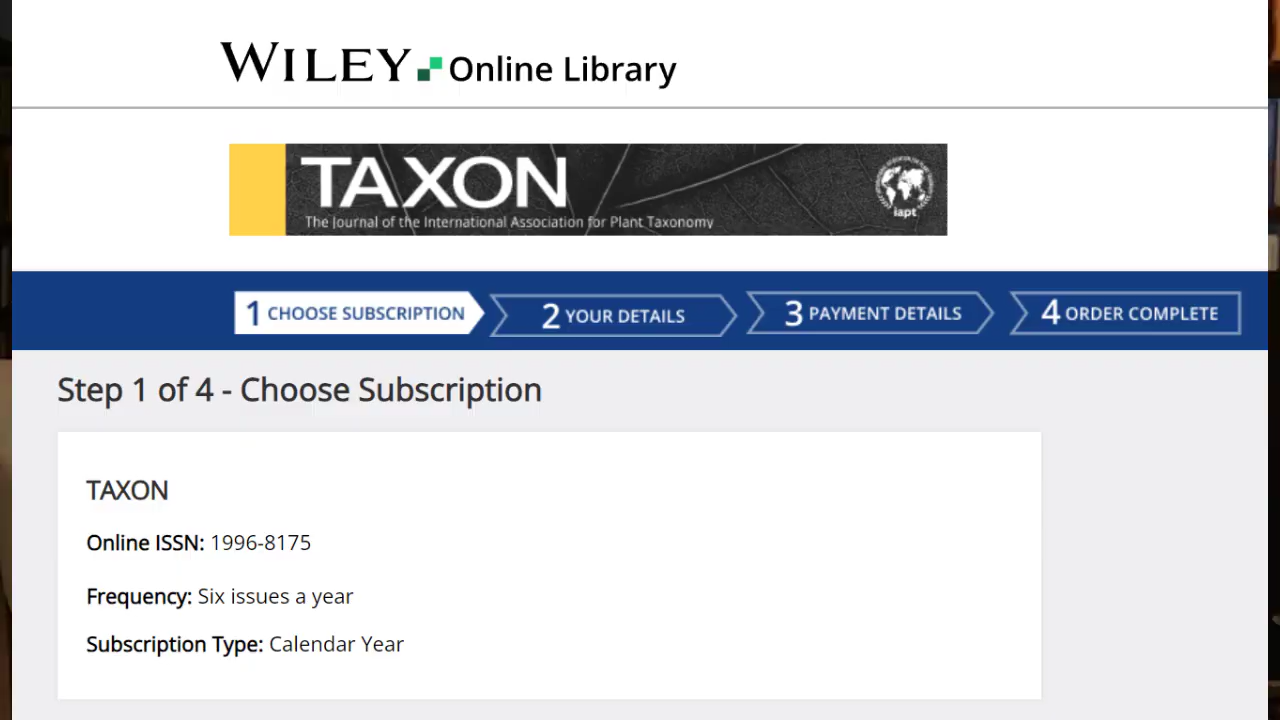 WILEY Online Library
TAXON
The Journal of the International Association for Plant Taxonomy
iapt
1 CHOOSE SUBSCRIPTION
2 YOUR DETAILS
3 PAYMENT DETAILS
4 ORDER COMPLETE
Step 1 of 4 - Choose Subscription
TAXON
Online ISSN: 1996-8175
Frequency: Six issues a year
Subscription Type: Calendar Year